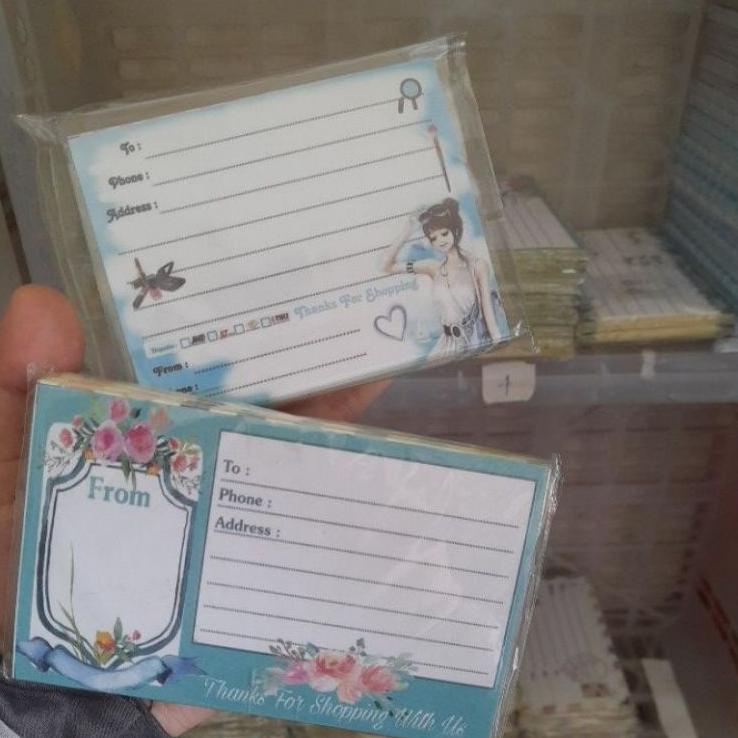 To :
Phone :
Address :
Thanks For Shopping
From :
From
To :
Phone :
Address :
Thanks For Shopping With Us